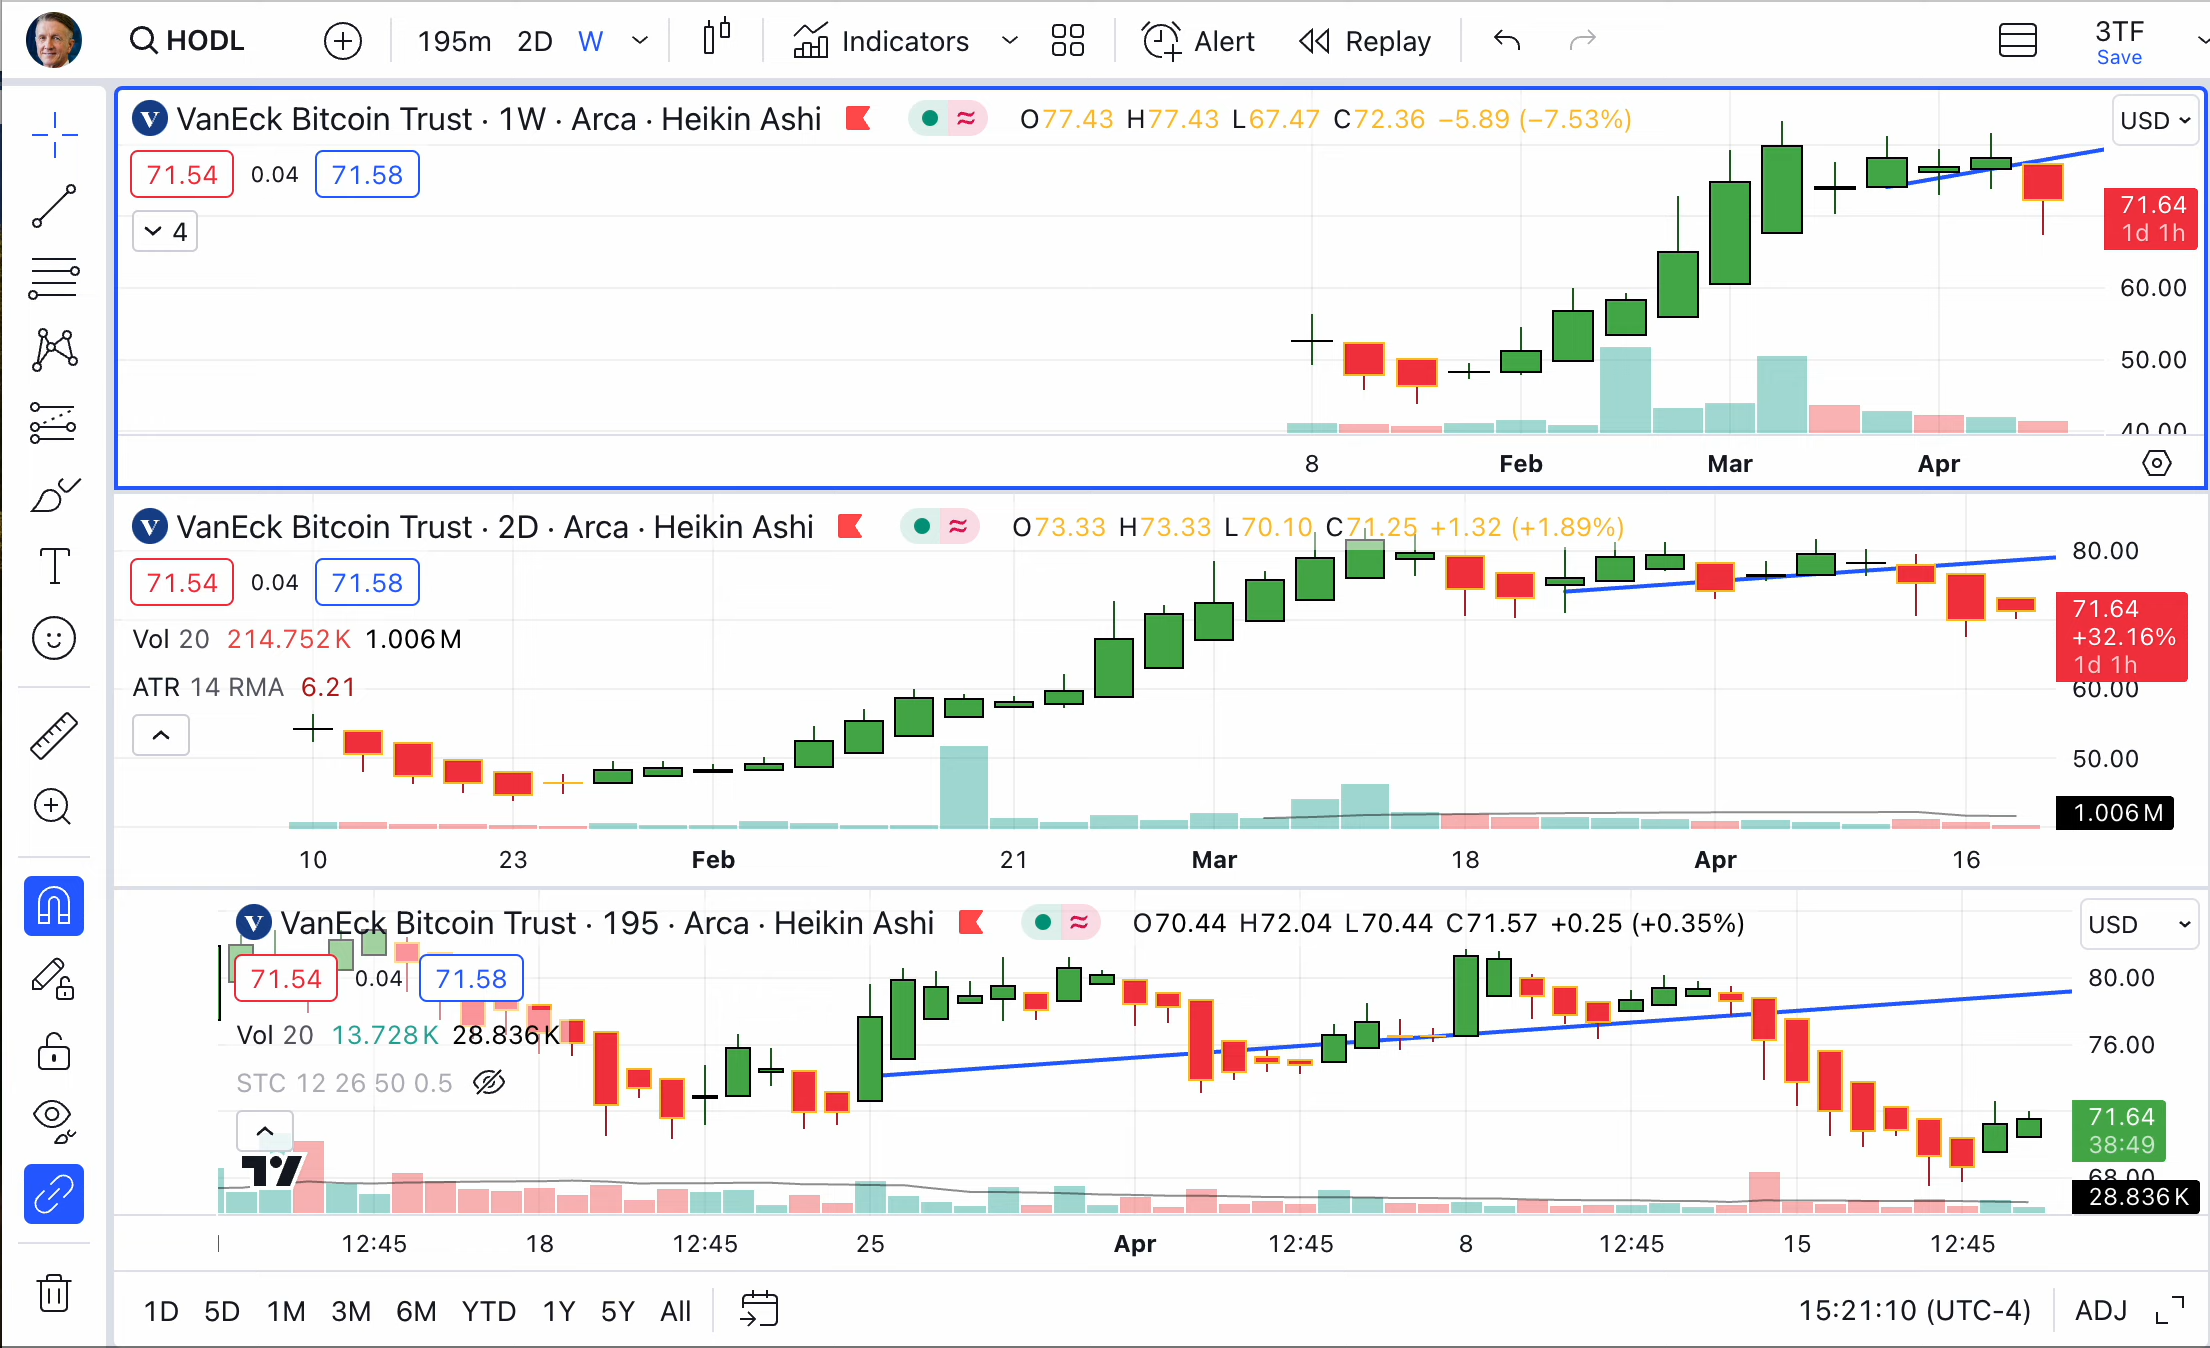 HODL 195m 2D W Indicators Alert Replay 3TF
Save
V VanEck Bitcoin Trust · 1W · Arca · Heikin Ashi ≈ O77.43 H77.43 L67.47 C72.36 −5.89 (−7.53%) USD
71.54 0.04 71.58
4
71.64
1d 1h
60.00
50.00
40.00
8 Feb Mar Apr
V VanEck Bitcoin Trust · 2D · Arca · Heikin Ashi ≈ O73.33 H73.33 L70.10 C71.25 +1.32 (+1.89%)
80.00
71.54 0.04 71.58
71.64
+32.16%
1d 1h
Vol 20 214.752K 1.006M
ATR 14 RMA 6.21
60.00
50.00
1.006M
10 23 Feb 21 Mar 18 Apr 16
V VanEck Bitcoin Trust · 195 · Arca · Heikin Ashi ≈ O70.44 H72.04 L70.44 C71.57 +0.25 (+0.35%) USD
71.54 0.04 71.58
80.00
Vol 20 13.728K 28.836K
76.00
STC 12 26 50 0.5
71.64
38:49
68.00
28.836K
12:45 18 12:45 25 Apr 12:45 8 12:45 15 12:45
1D 5D 1M 3M 6M YTD 1Y 5Y All 15:21:10 (UTC-4) ADJ